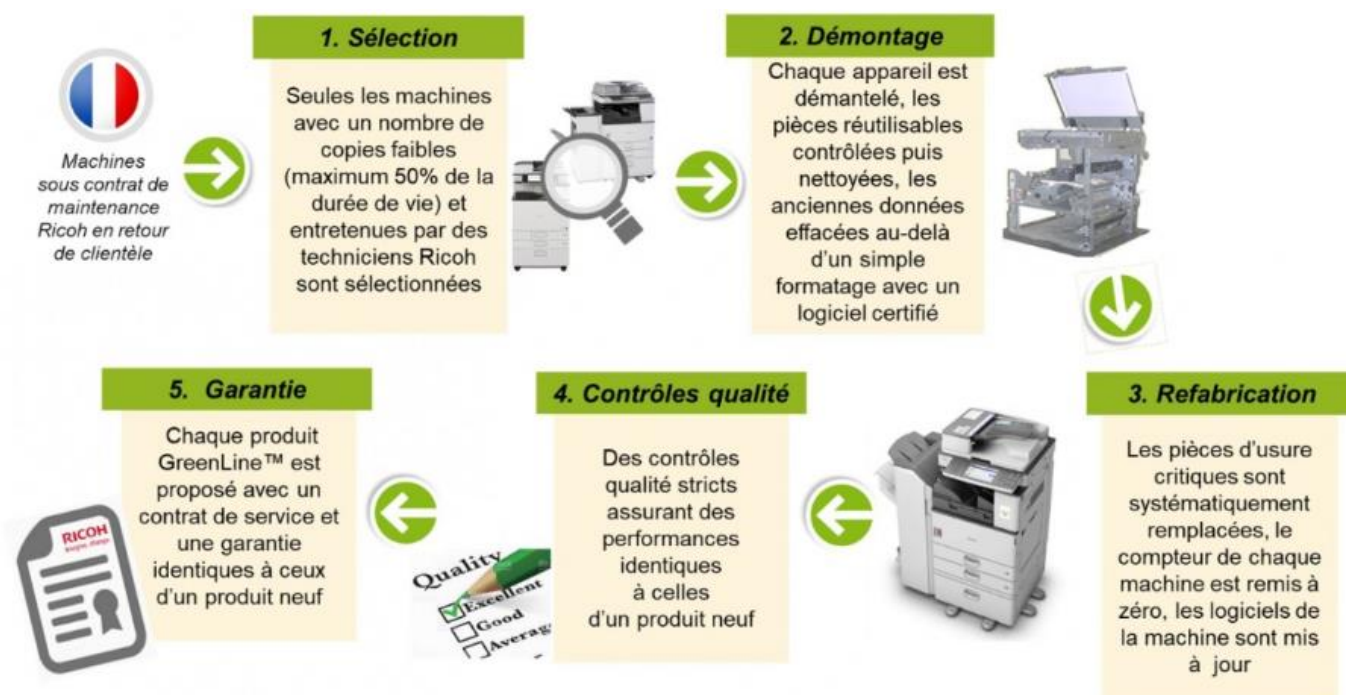 Machines
sous contrat de
maintenance
Ricoh en retour
de clientèle
1. Sélection
Seules les machines
avec un nombre de
copies faibles
(maximum 50% de la
durée de vie) et
entretenues par des
techniciens Ricoh
sont sélectionnées
2. Démontage
Chaque appareil est
démantelé, les
pièces réutilisables
contrôlées puis
nettoyées, les
anciennes données
effacées au-delà
d'un simple
formatage avec un
logiciel certifié
3. Refabrication
Les pièces d'usure
critiques sont
systématiquement
remplacées, le
compteur de chaque
machine est remis à
zéro, les logiciels de
la machine sont mis
à jour
4. Contrôles qualité
Des contrôles
qualité stricts
assurant des
performances
identiques
à celles
d'un produit neuf
Quality
Excellent
Good
Average
5. Garantie
Chaque produit
GreenLine™ est
proposé avec un
contrat de service et
une garantie
identiques à ceux
d'un produit neuf
RICOH
imagine. change.